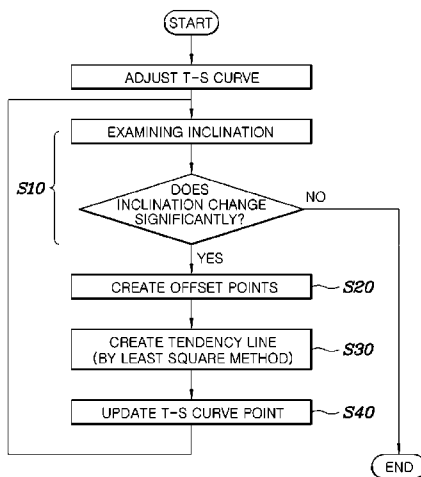 START
ADJUST T-S CURVE
EXAMINING INCLINATION
S10
DOES
INCLINATION CHANGE
SIGNIFICANTLY?
NO
YES
CREATE OFFSET POINTS
S20
CREATE TENDENCY LINE
(BY LEAST SQUARE METHOD)
S30
UPDATE T-S CURVE POINT
S40
END